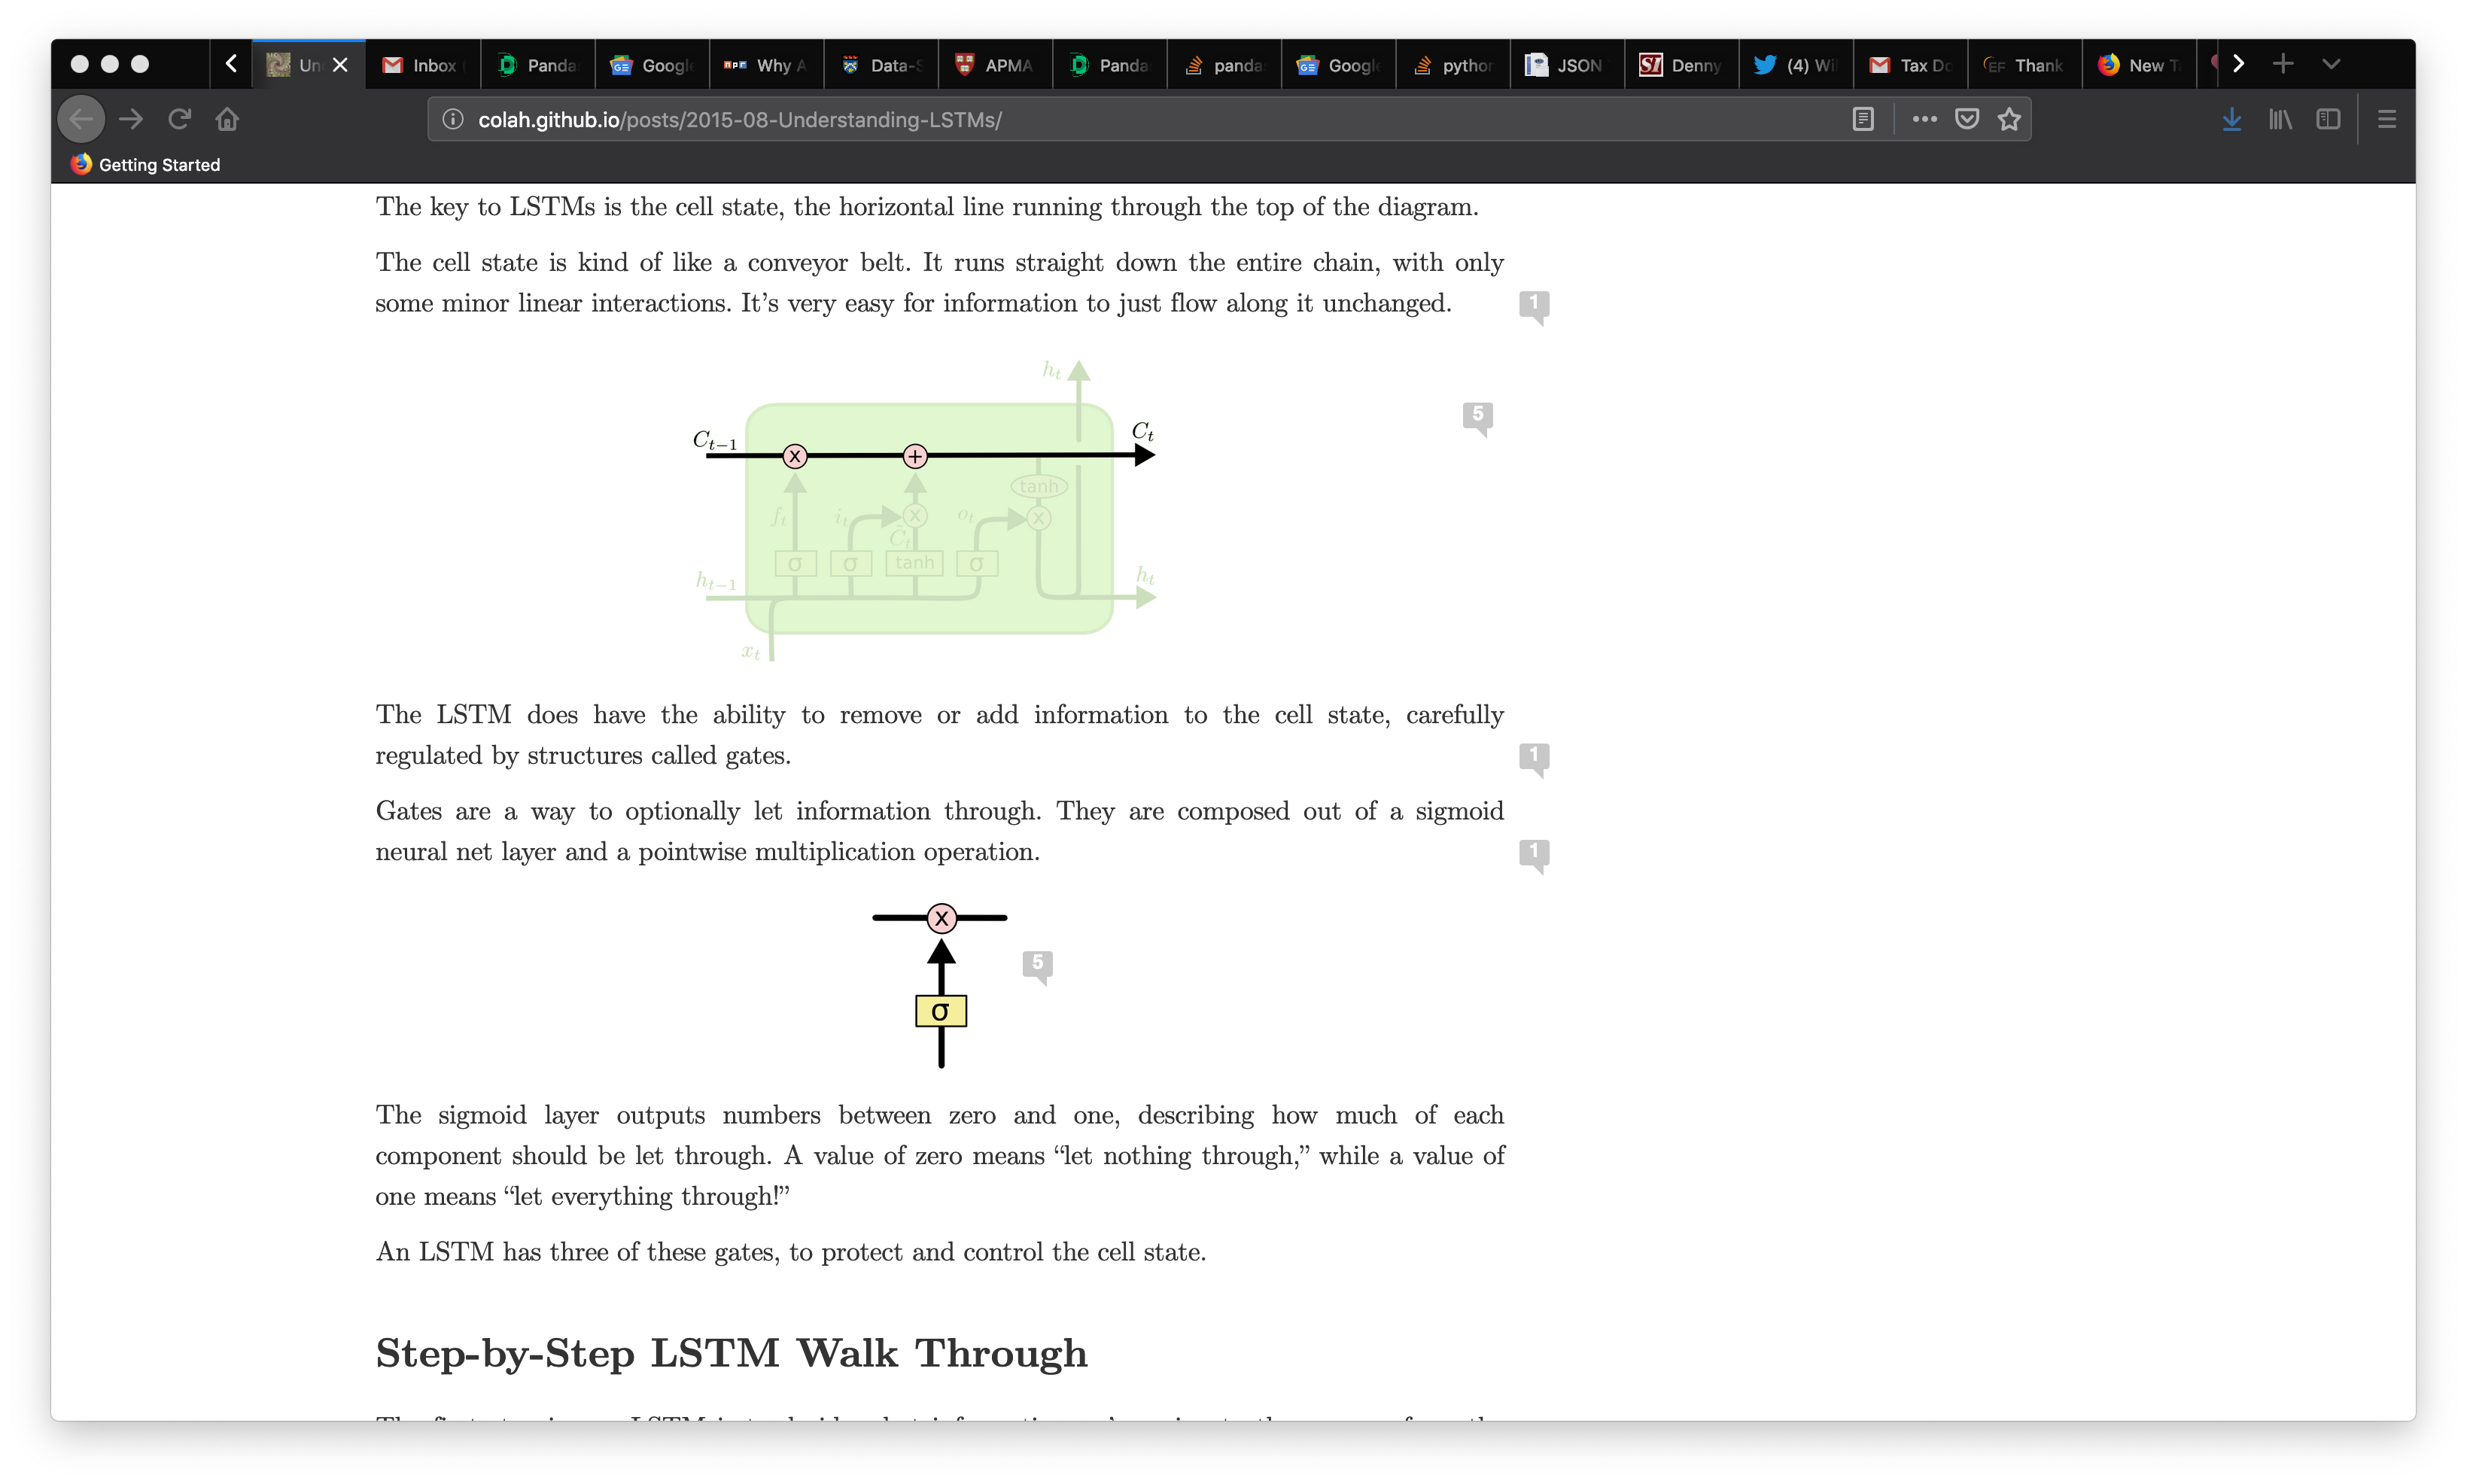 Un
Inbox
Panda
Googl
npr Why A
Data-S
APMA
Panda
panda
GE Googl
python
JSON
SI Denny
(4) Wil
Tax Do
EF Thank
New T
colah.github.io/posts/2015-08-Understanding-LSTMs/
Getting Started
The key to LSTMs is the cell state, the horizontal line running through the top of the diagram.
The cell state is kind of like a conveyor belt. It runs straight down the entire chain, with only
some minor linear interactions. It’s very easy for information to just flow along it unchanged.
1
h_t
5
C_{t−1}
C_t
x
+
tanh
f_t
i_t
x
o_t
x
C̃_t
σ
σ
tanh
σ
h_{t−1}
h_t
x_t
The LSTM does have the ability to remove or add information to the cell state, carefully
regulated by structures called gates.
1
Gates are a way to optionally let information through. They are composed out of a sigmoid
neural net layer and a pointwise multiplication operation.
1
x
5
σ
The sigmoid layer outputs numbers between zero and one, describing how much of each
component should be let through. A value of zero means “let nothing through,” while a value of
one means “let everything through!”
An LSTM has three of these gates, to protect and control the cell state.
Step-by-Step LSTM Walk Through